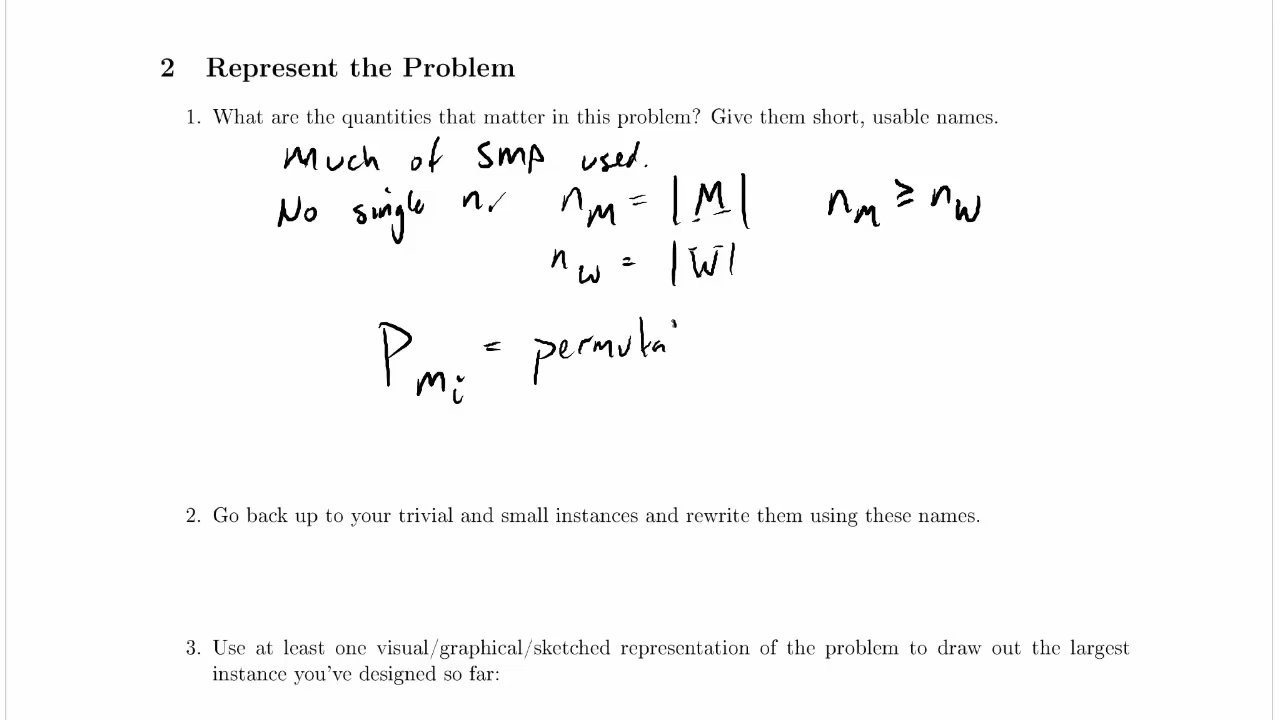 2 Represent the Problem
1. What are the quantities that matter in this problem? Give them short, usable names.
Much of SMP used.
No single n. n_M = |M| n_M ≥ n_W
n_W = |W|
P_{m_i} = permuta
2. Go back up to your trivial and small instances and rewrite them using these names.
3. Use at least one visual/graphical/sketched representation of the problem to draw out the largest
instance you've designed so far: